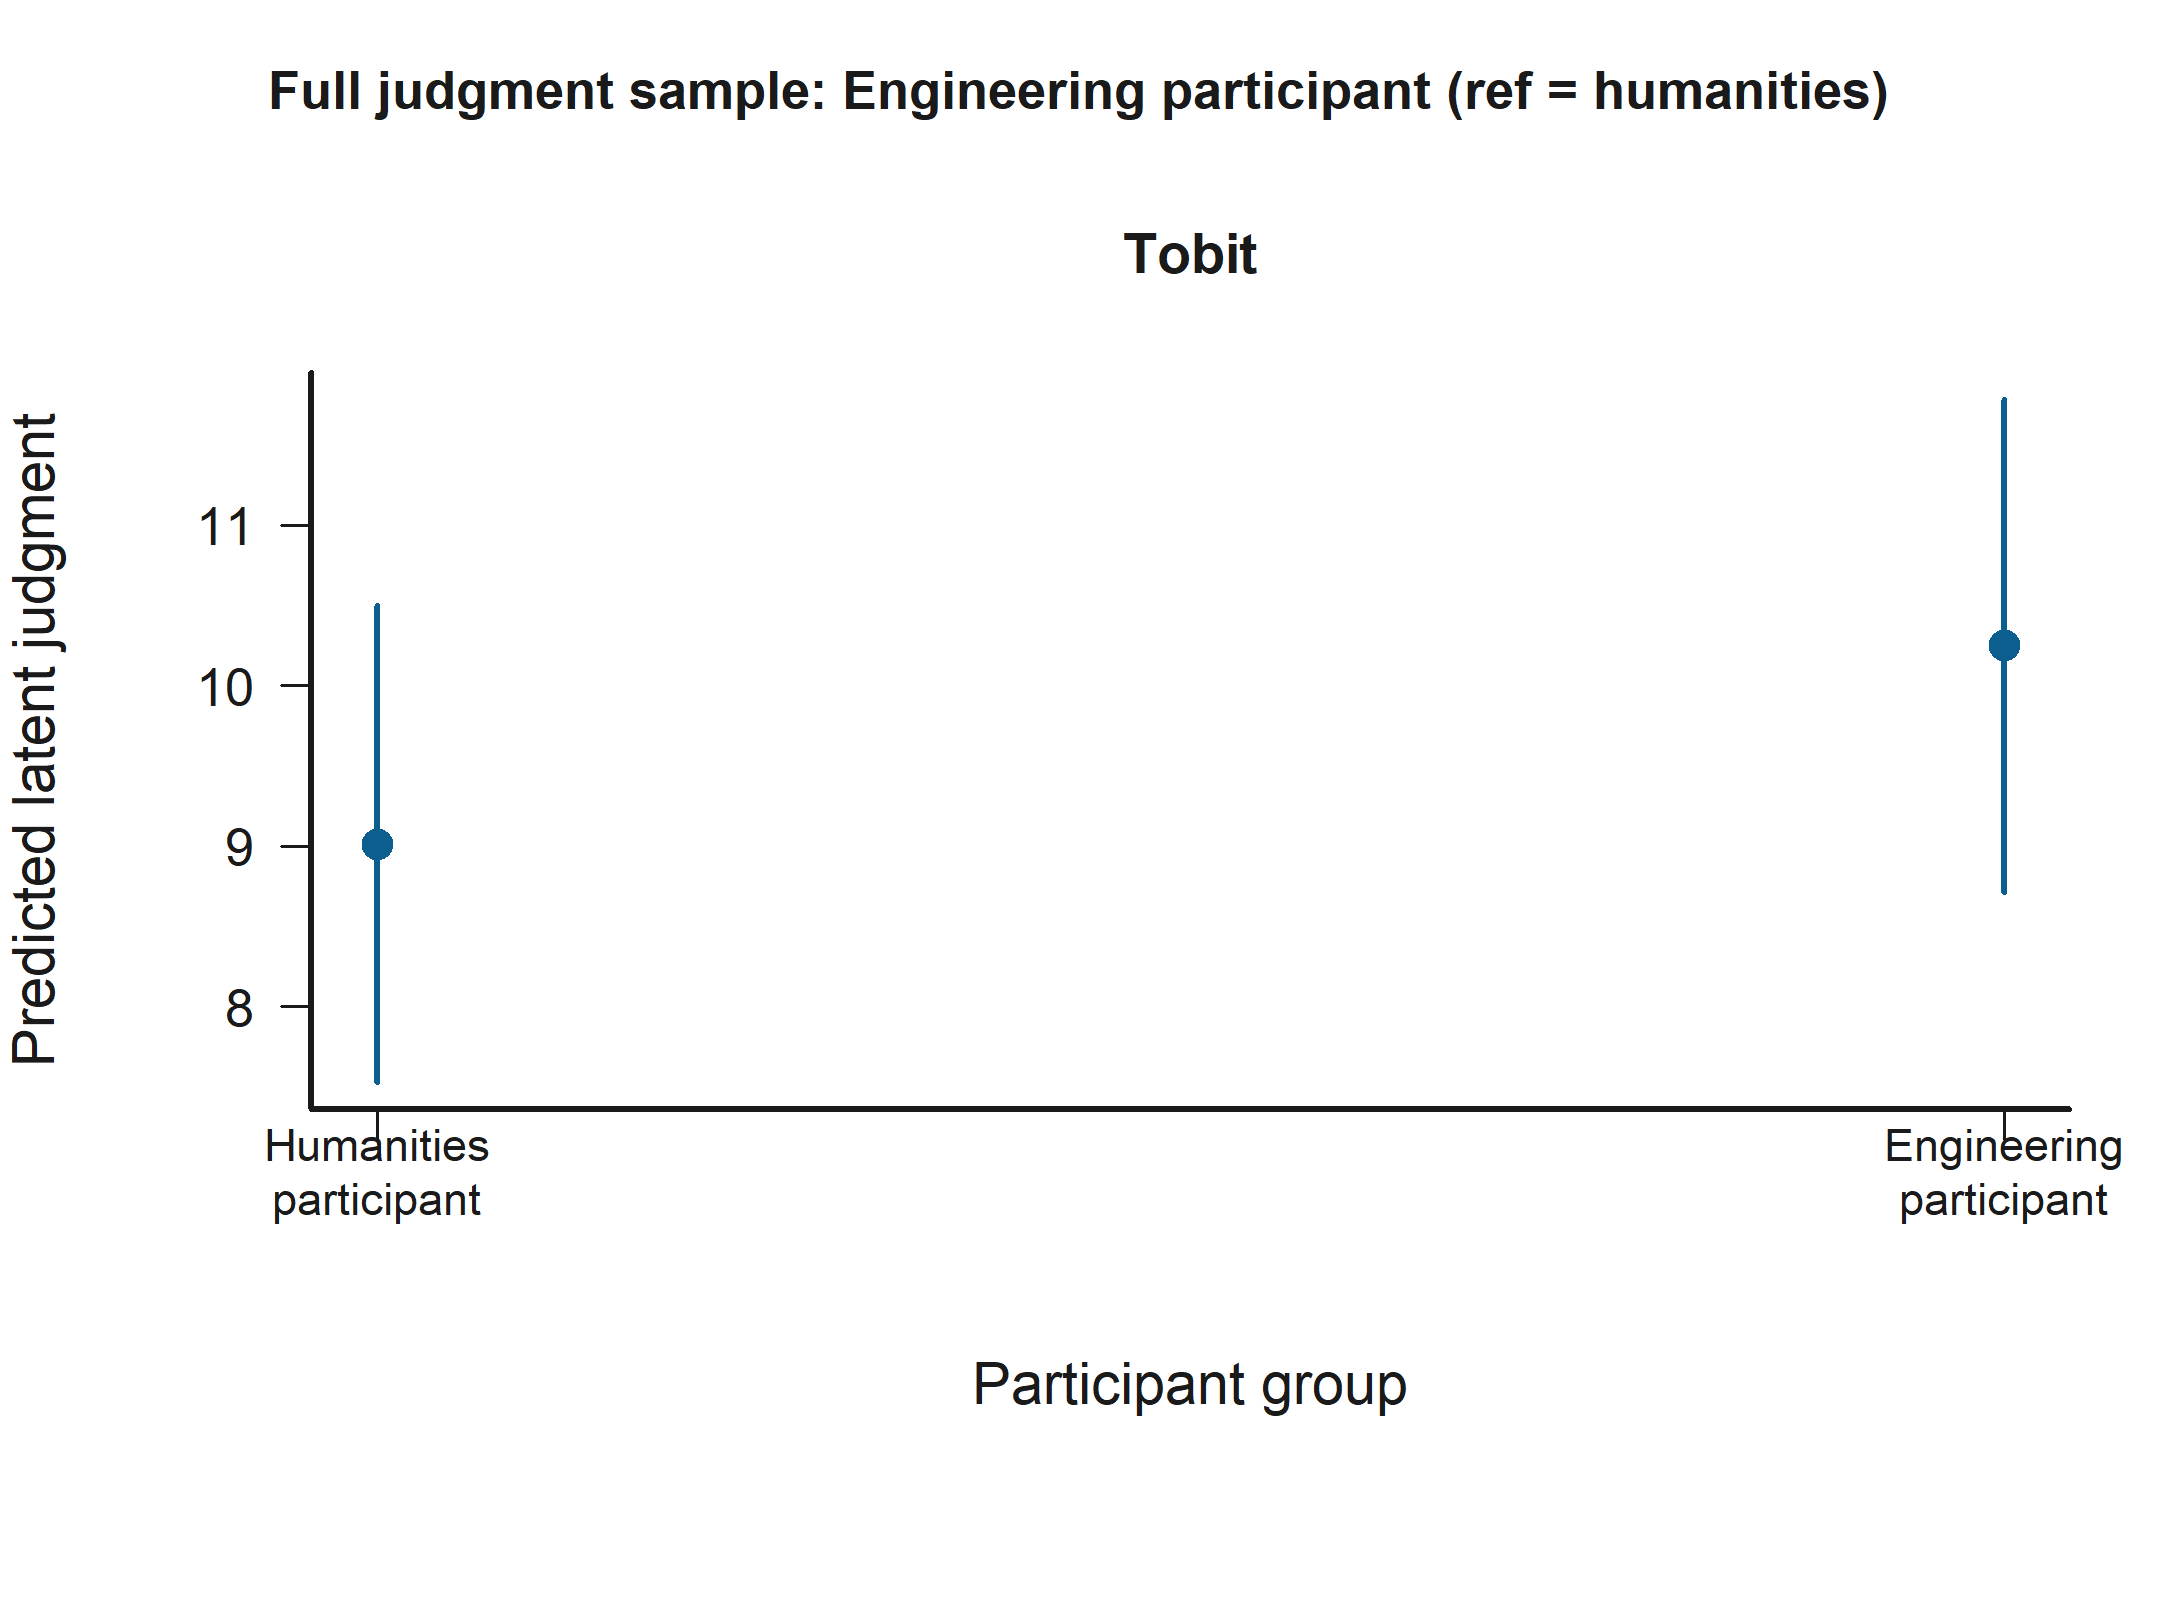 Full judgment sample: Engineering participant (ref = humanities)
Tobit
Predicted latent judgment
11
10
9
8
Humanities
participant
Engineering
participant
Participant group